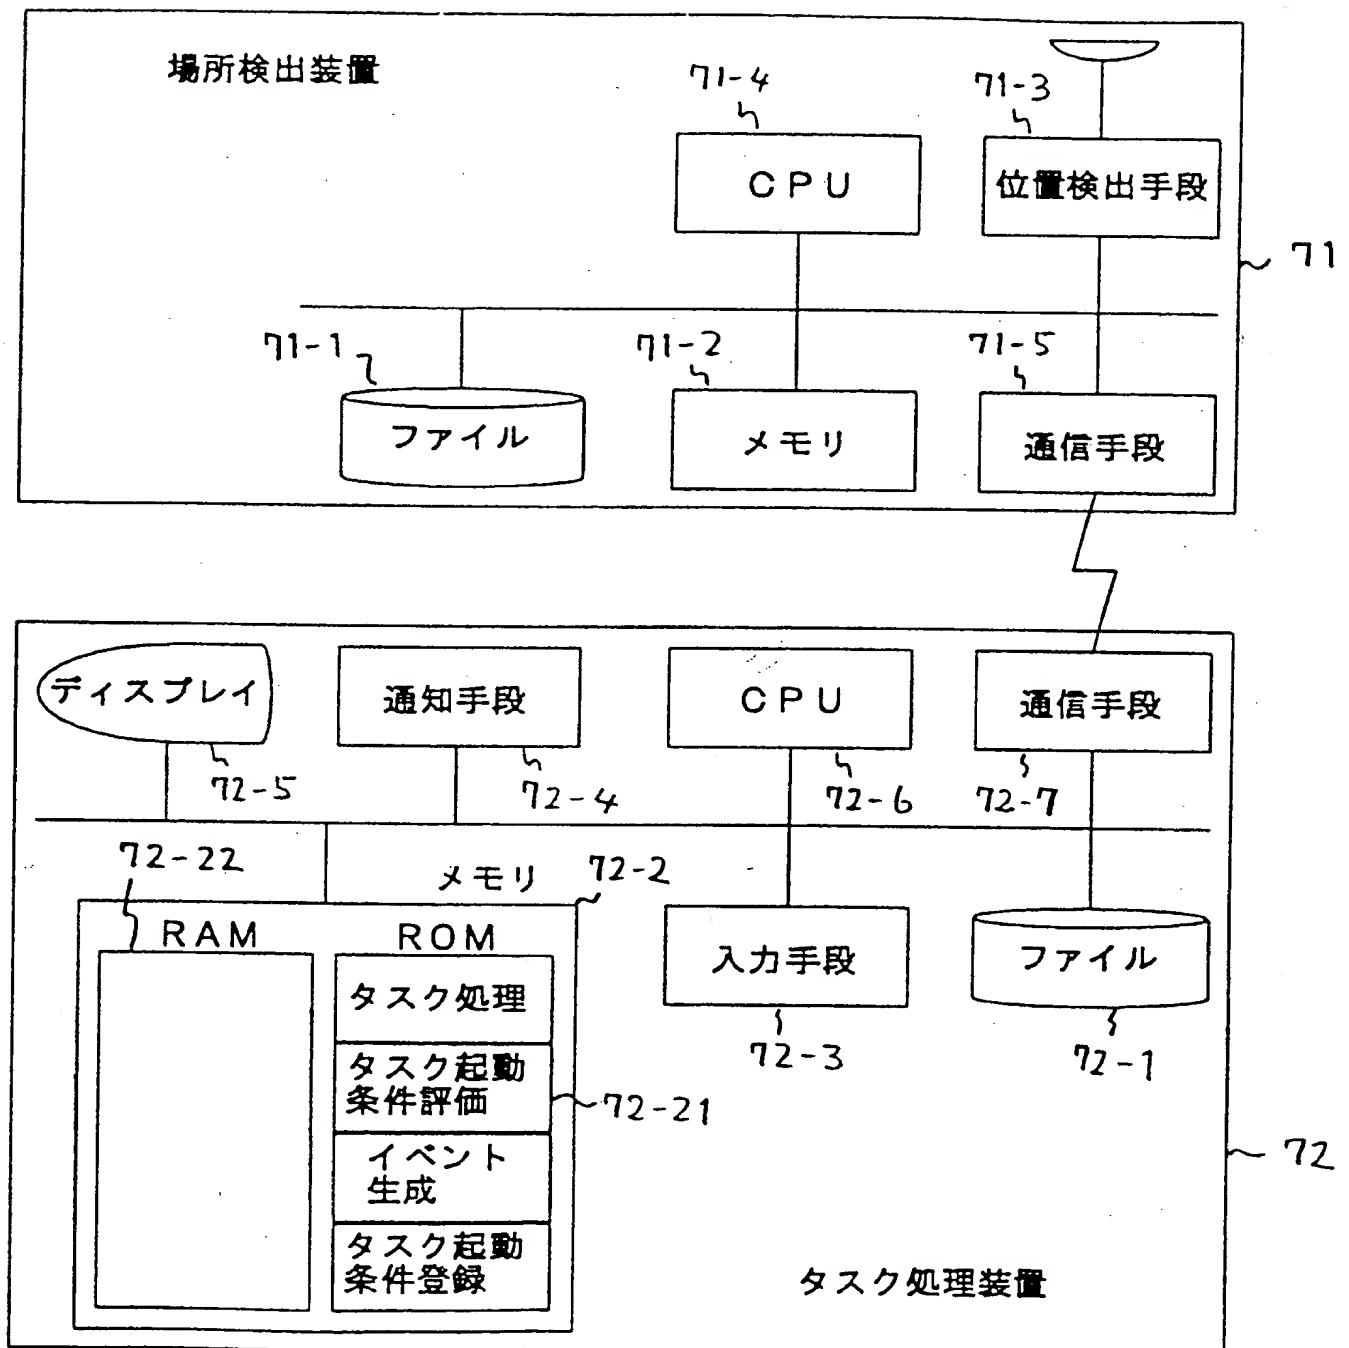 場所検出装置
71-4
71-3
CPU
位置検出手段
71
71-1
71-2
71-5
ファイル
メモリ
通信手段
ディスプレイ
通知手段
CPU
通信手段
72-5
72-4
72-6
72-7
72-22
メモリ
72-2
RAM
ROM
入力手段
ファイル
タスク処理
72-3
72-1
タスク起動
条件評価
72-21
イベント
生成
72
タスク起動
条件登録
タスク処理装置